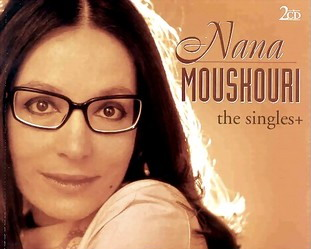 2CD
Nana
MOUSKOURI
the singles+